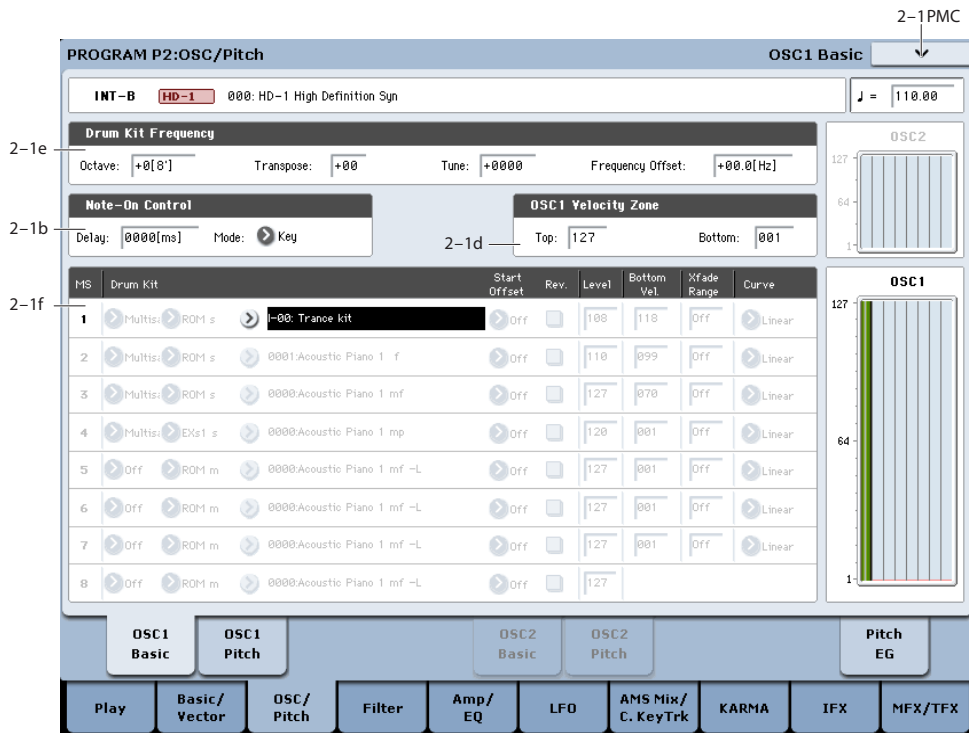 2–1PMC
PROGRAM P2:OSC/Pitch OSC1 Basic
INT–B HD-1 000: HD–1 High Definition Syn ♩ = 110.00
Drum Kit Frequency
2–1e
Octave: +0[8'] Transpose: +00 Tune: +0000 Frequency Offset: +00.0[Hz]
OSC2
127
64
1
Note–On Control
2–1b
Delay: 0000[ms] Mode: Key
OSC1 Velocity Zone
2–1d
Top: 127 Bottom: 001
MS Drum Kit Start Offset Rev. Level Bottom Vel. Xfade Range Curve
2–1f
1 Multisa ROM s I–00: Trance kit Off 108 118 Off Linear
2 Multisa ROM s 0001:Acoustic Piano 1 f Off 110 099 Off Linear
3 Multisa ROM s 0000:Acoustic Piano 1 mf Off 127 070 Off Linear
4 Multisa EXs1 s 0000:Acoustic Piano 1 mp Off 120 001 Off Linear
5 Off ROM m 0000:Acoustic Piano 1 mf –L Off 127 001 Off Linear
6 Off ROM m 0000:Acoustic Piano 1 mf –L Off 127 001 Off Linear
7 Off ROM m 0000:Acoustic Piano 1 mf –L Off 127 001 Off Linear
8 Off ROM m 0000:Acoustic Piano 1 mf –L Off 127
OSC1
127
64
1
OSC1 Basic
OSC1 Pitch
OSC2 Basic
OSC2 Pitch
Pitch EG
Play
Basic/ Vector
OSC/ Pitch
Filter
Amp/ EQ
LFO
AMS Mix/ C. KeyTrk
KARMA
IFX
MFX/TFX